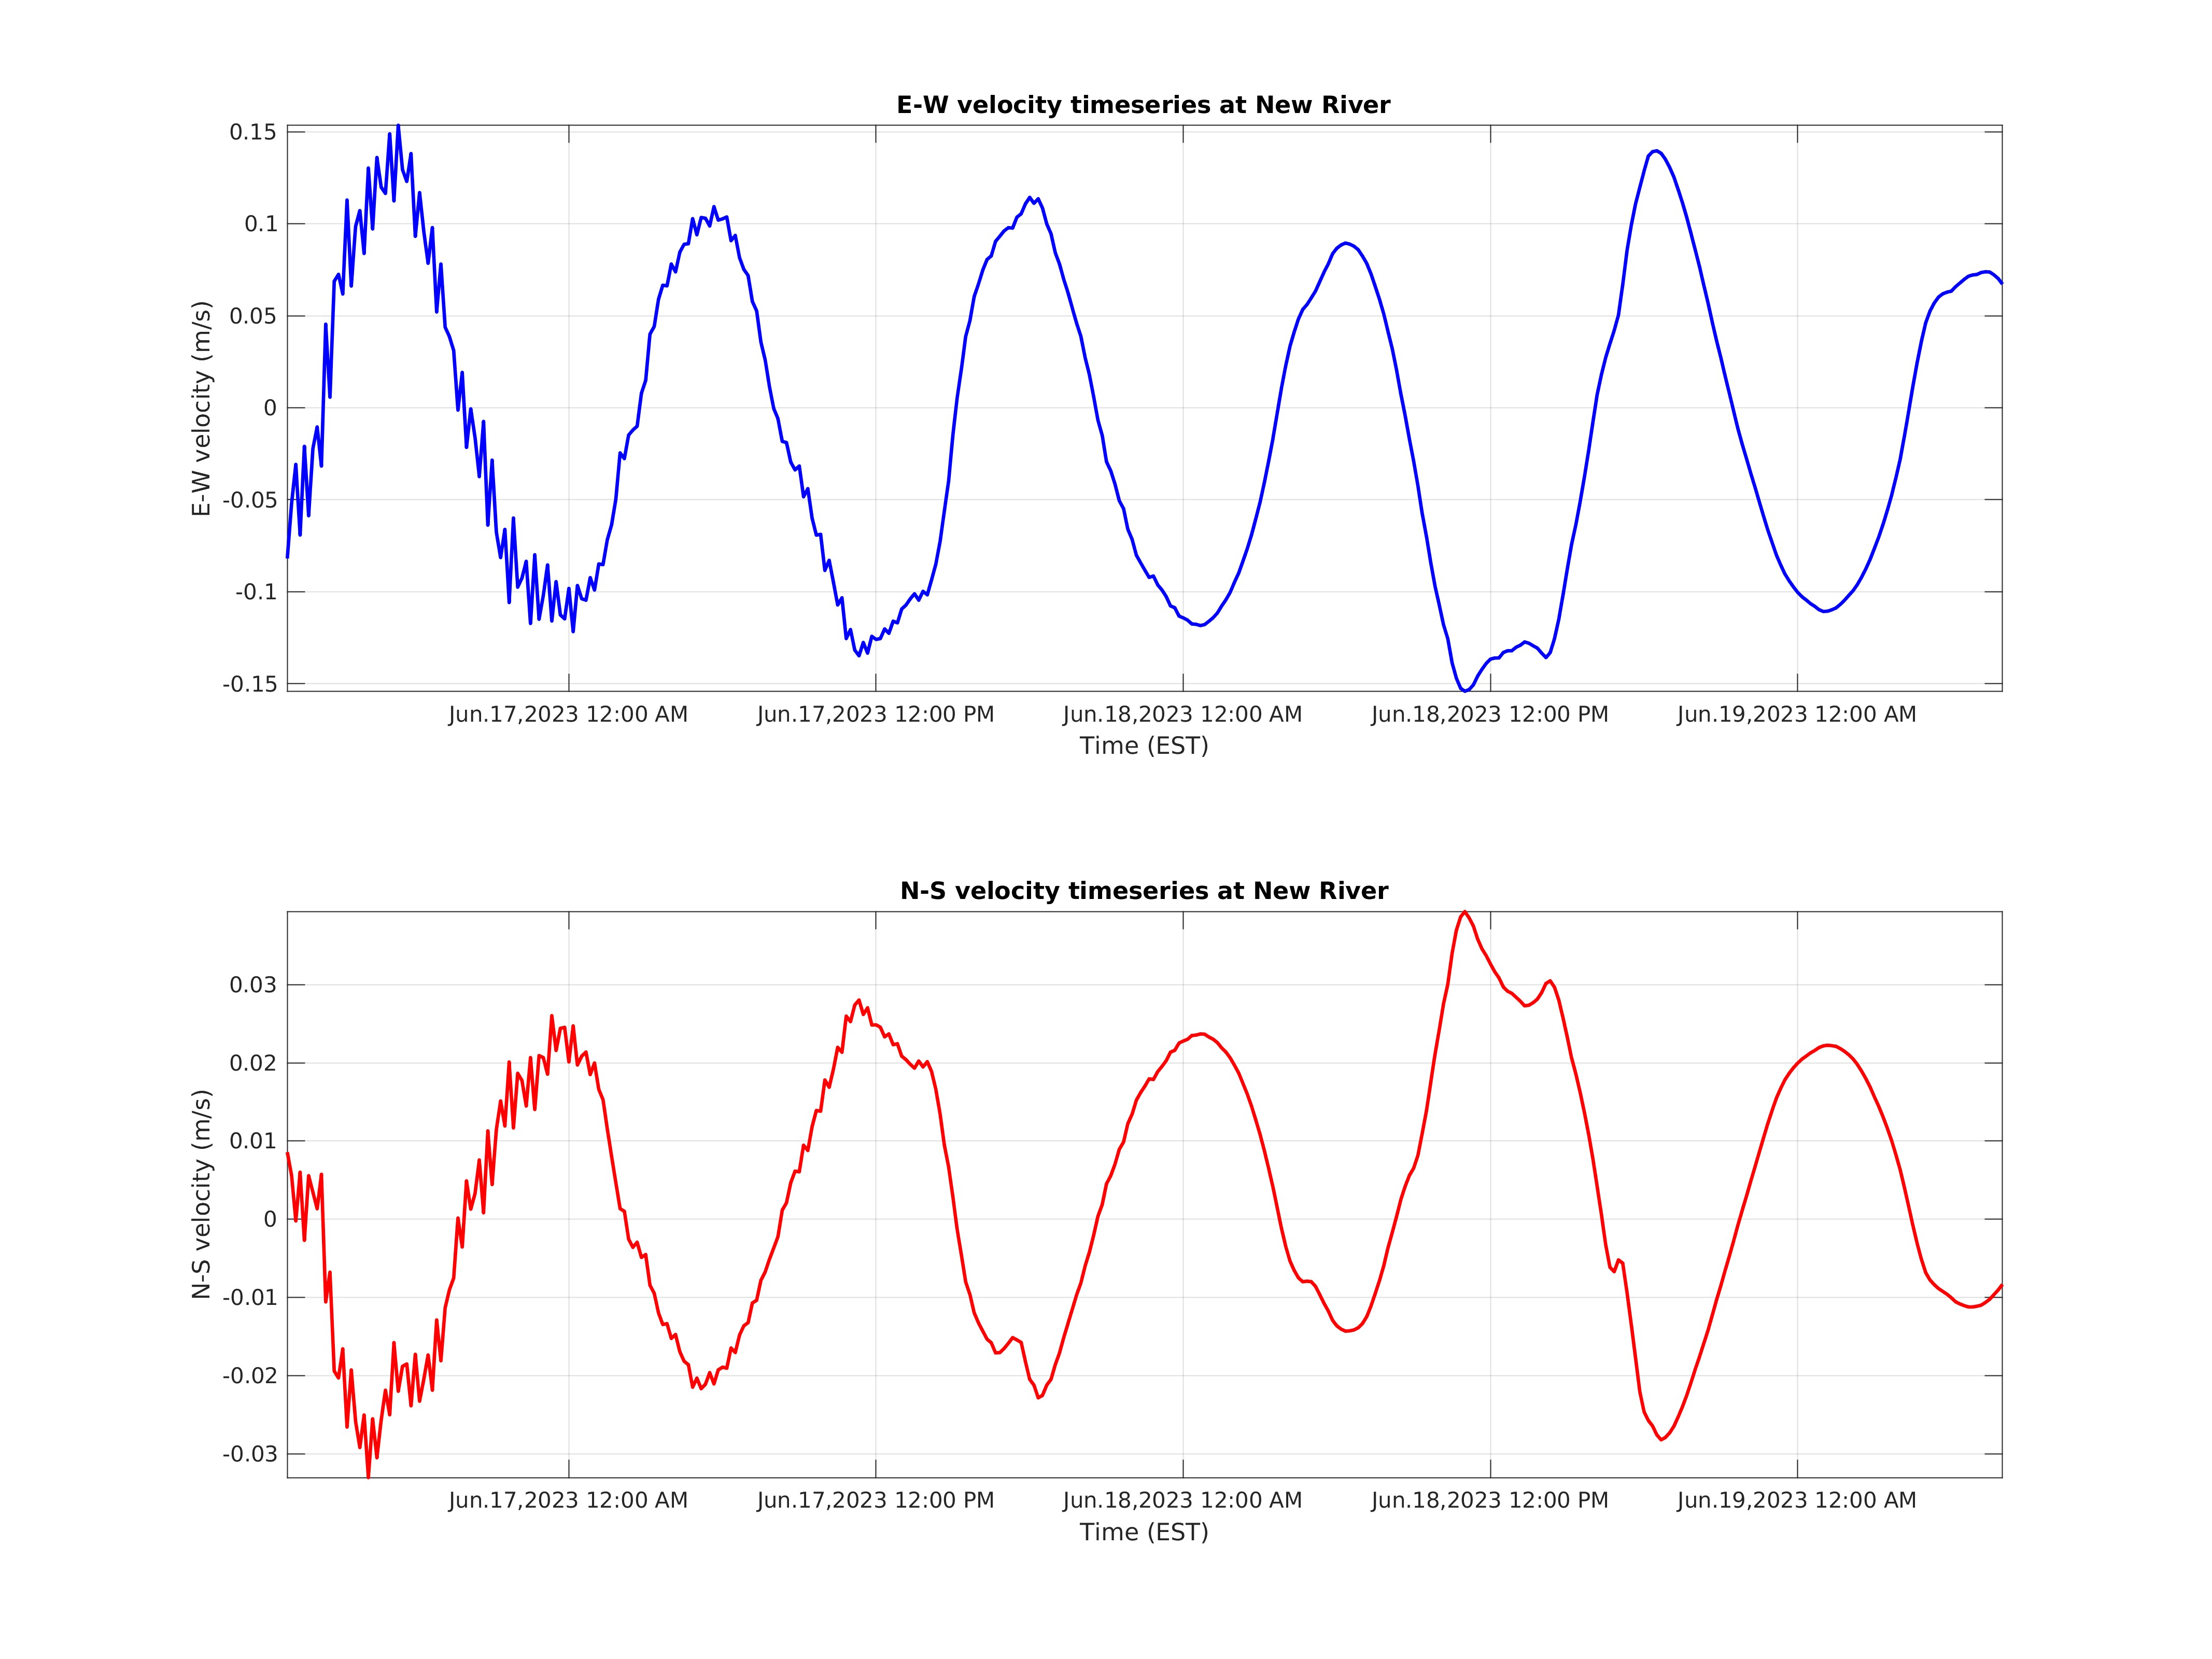 E-W velocity timeseries at New River
E-W velocity (m/s)
0.15
0.1
0.05
0
-0.05
-0.1
-0.15
Jun.17,2023 12:00 AM
Jun.17,2023 12:00 PM
Jun.18,2023 12:00 AM
Jun.18,2023 12:00 PM
Jun.19,2023 12:00 AM
Time (EST)
N-S velocity timeseries at New River
N-S velocity (m/s)
0.03
0.02
0.01
0
-0.01
-0.02
-0.03
Jun.17,2023 12:00 AM
Jun.17,2023 12:00 PM
Jun.18,2023 12:00 AM
Jun.18,2023 12:00 PM
Jun.19,2023 12:00 AM
Time (EST)